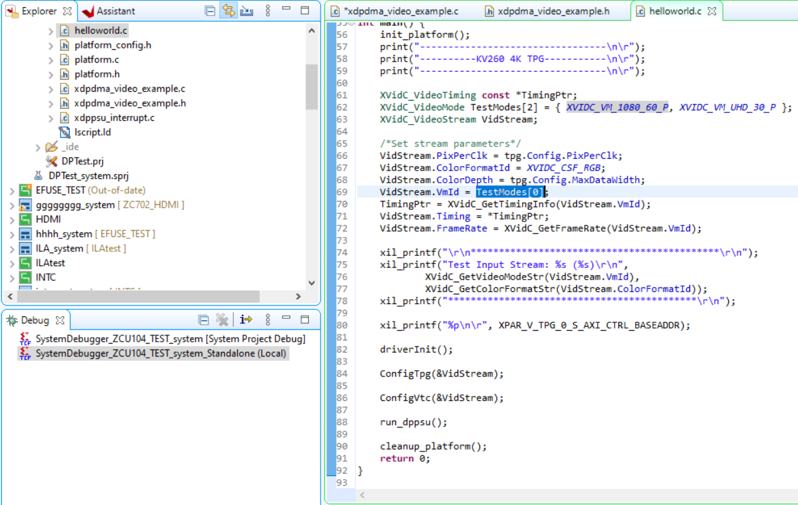 Explorer
Assistant
helloworld.c
platform_config.h
platform.c
platform.h
xdpdma_video_example.c
xdpdma_video_example.h
xdppsu_interrupt.c
lscript.ld
_ide
DPTest.prj
DPTest_system.sprj
EFUSE_TEST (Out-of-date)
gggggggg_system [ ZC702_HDMI ]
HDMI
hhhh_system [ EFUSE_TEST ]
ILA_system [ ILAtest ]
ILAtest
INTC
Debug
SystemDebugger_ZCU104_TEST_system [System Project Debug]
SystemDebugger_ZCU104_TEST_system_Standalone (Local)
*xdpdma_video_example.c
xdpdma_video_example.h
helloworld.c
55 int main() {
56 init_platform();
57 print("--------------------------------\n\r");
58 print("----------KV260 4K TPG-----------\n\r");
59 print("--------------------------------\n\r");
60
61 XVidC_VideoTiming const *TimingPtr;
62 XVidC_VideoMode TestModes[2] = { XVIDC_VM_1080_60_P, XVIDC_VM_UHD_30_P };
63 XVidC_VideoStream VidStream;
64
65 /*Set stream parameters*/
66 VidStream.PixPerClk = tpg.Config.PixPerClk;
67 VidStream.ColorFormatId = XVIDC_CSF_RGB;
68 VidStream.ColorDepth = tpg.Config.MaxDataWidth;
69 VidStream.VmId = TestModes[0];
70 TimingPtr = XVidC_GetTimingInfo(VidStream.VmId);
71 VidStream.Timing = *TimingPtr;
72 VidStream.FrameRate = XVidC_GetFrameRate(VidStream.VmId);
73
74 xil_printf("\r\n********************************************\r\n");
75 xil_printf("Test Input Stream: %s (%s)\r\n",
76 XVidC_GetVideoModeStr(VidStream.VmId),
77 XVidC_GetColorFormatStr(VidStream.ColorFormatId));
78 xil_printf("********************************************\r\n");
79
80 xil_printf("%p\n\r", XPAR_V_TPG_0_S_AXI_CTRL_BASEADDR);
81
82 driverInit();
83
84 ConfigTpg(&VidStream);
85
86 ConfigVtc(&VidStream);
87
88 run_dppsu();
89
90 cleanup_platform();
91 return 0;
92 }
93